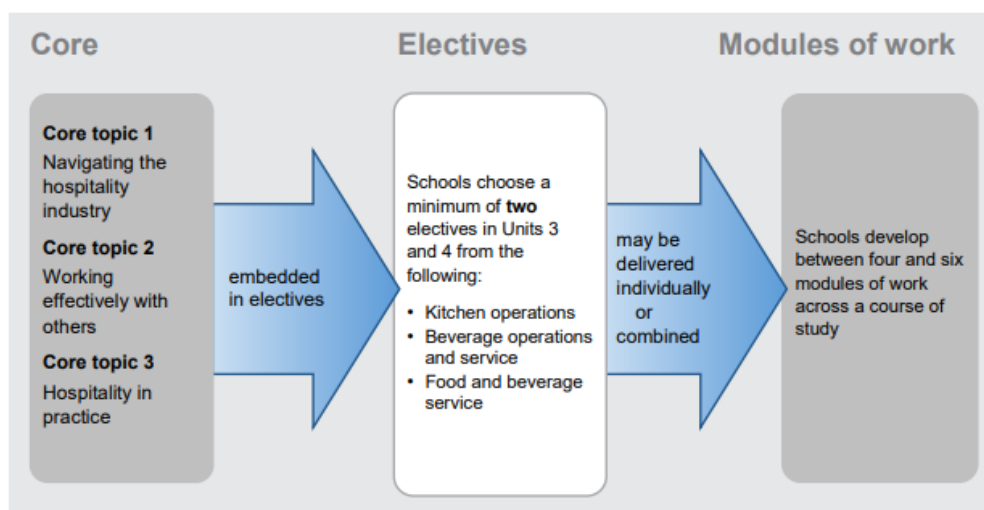 Core
Electives
Modules of work
Core topic 1
Navigating the
hospitality
industry
Core topic 2
Working
effectively with
others
Core topic 3
Hospitality in
practice
embedded
in electives
Schools choose a
minimum of two
electives in Units 3
and 4 from the
following:
• Kitchen operations
• Beverage operations
and service
• Food and beverage
service
may be
delivered
individually
or
combined
Schools develop
between four and six
modules of work
across a course of
study